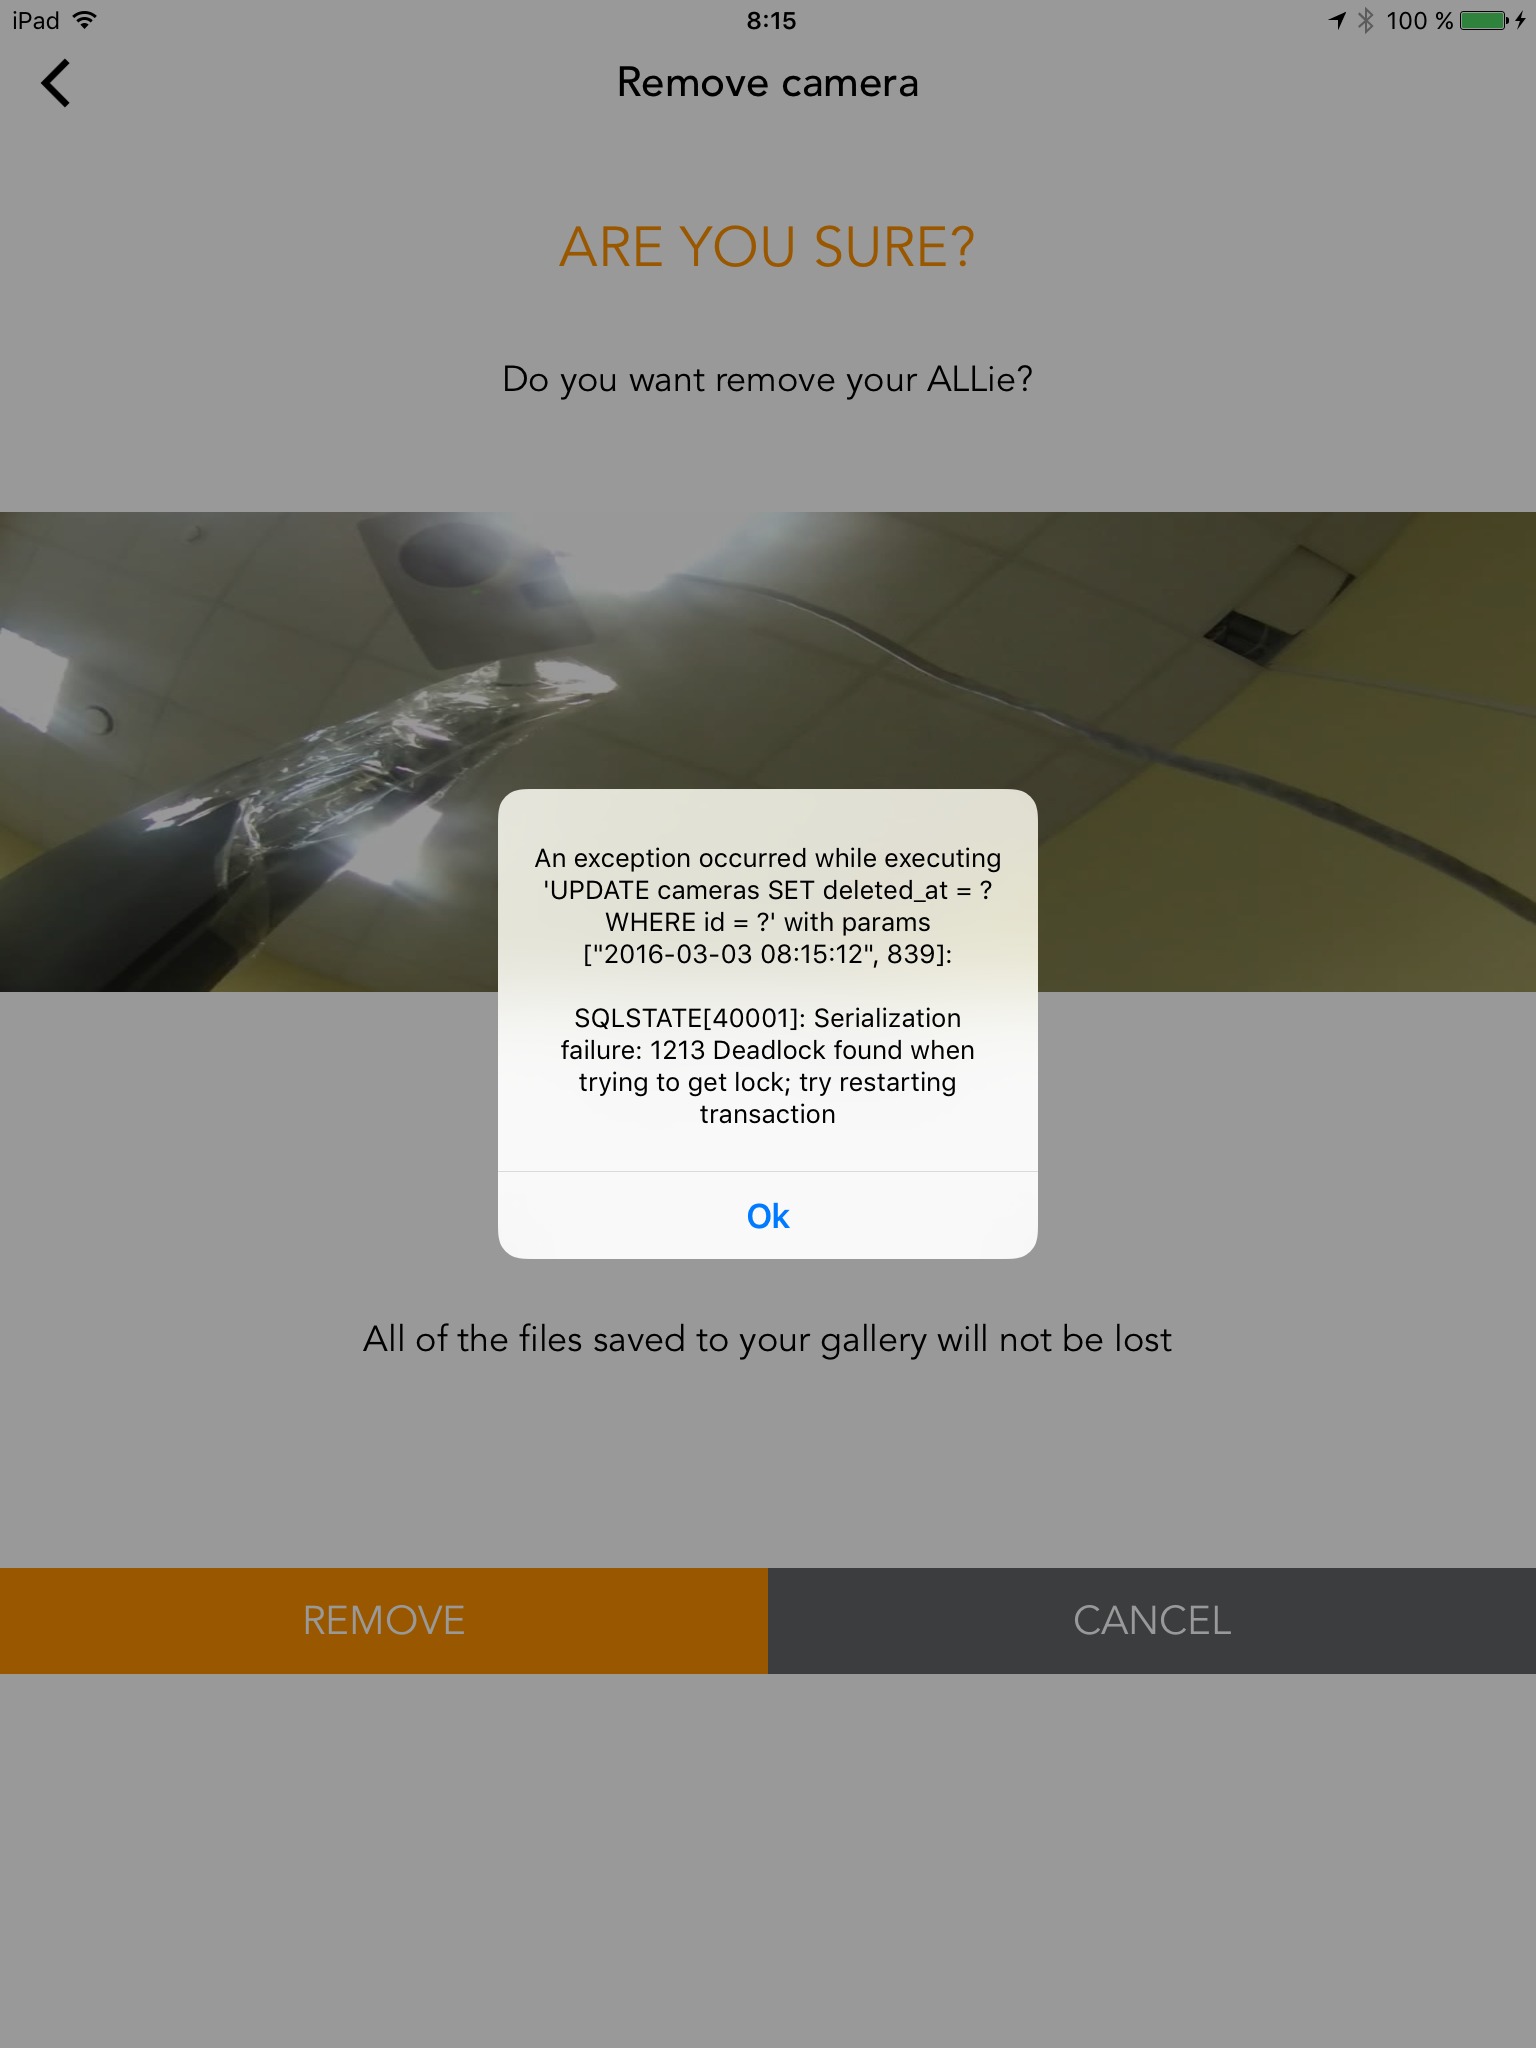 iPad 8:15 100 %
Remove camera
ARE YOU SURE?
Do you want remove your ALLie?
An exception occurred while executing
'UPDATE cameras SET deleted_at = ?
WHERE id = ?' with params
["2016-03-03 08:15:12", 839]:
SQLSTATE[40001]: Serialization
failure: 1213 Deadlock found when
trying to get lock; try restarting
transaction
Ok
All of the files saved to your gallery will not be lost
REMOVE CANCEL